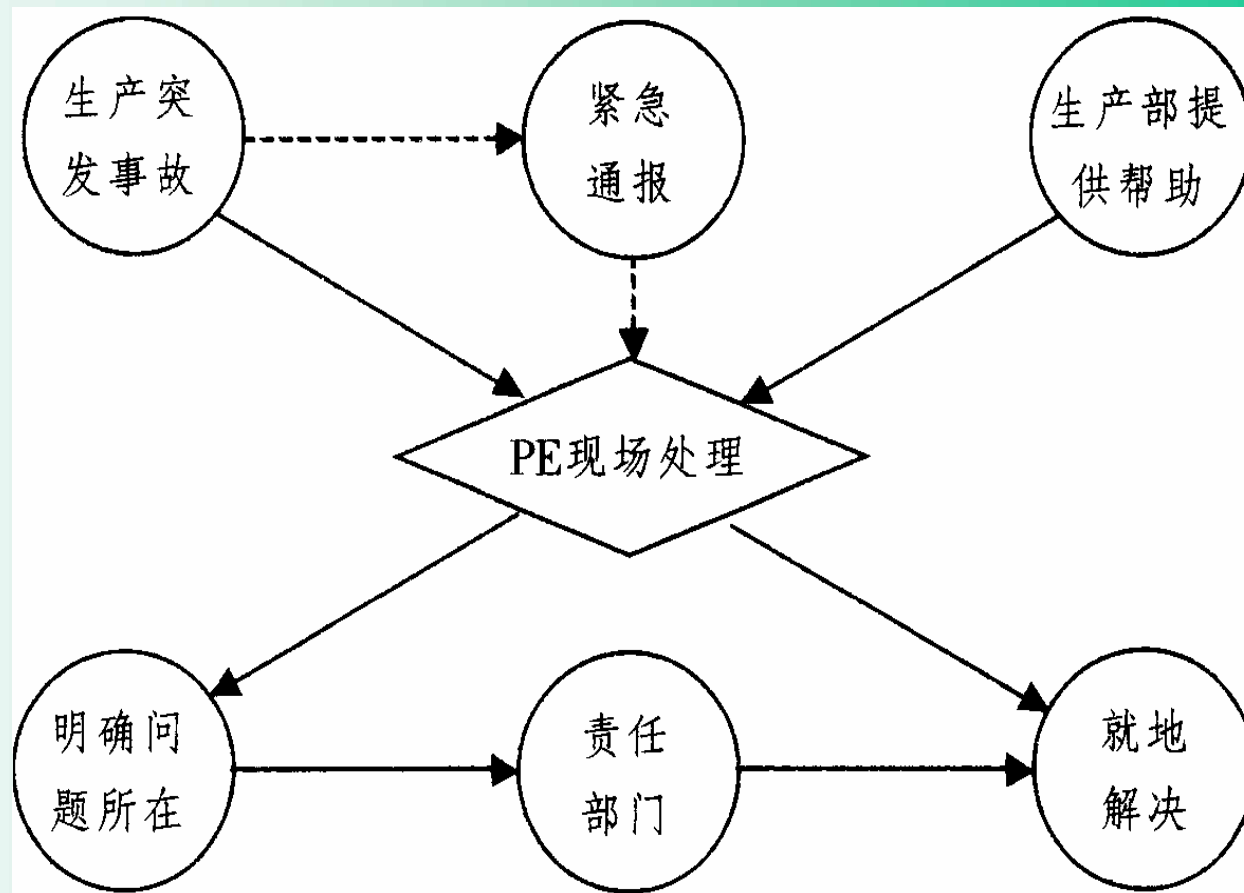 生产突
发事故
紧急
通报
生产部提
供帮助
PE现场处理
明确问
题所在
责任
部门
就地
解决